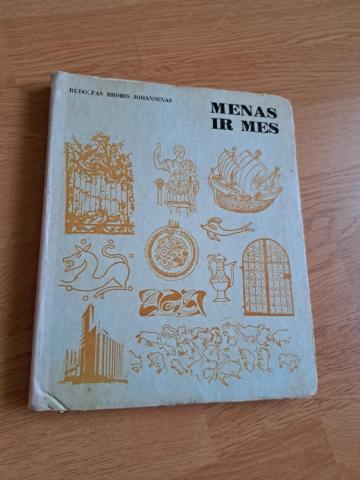 RUDOLFAS BROBIS JOHANSENAS
MENAS
IR MES